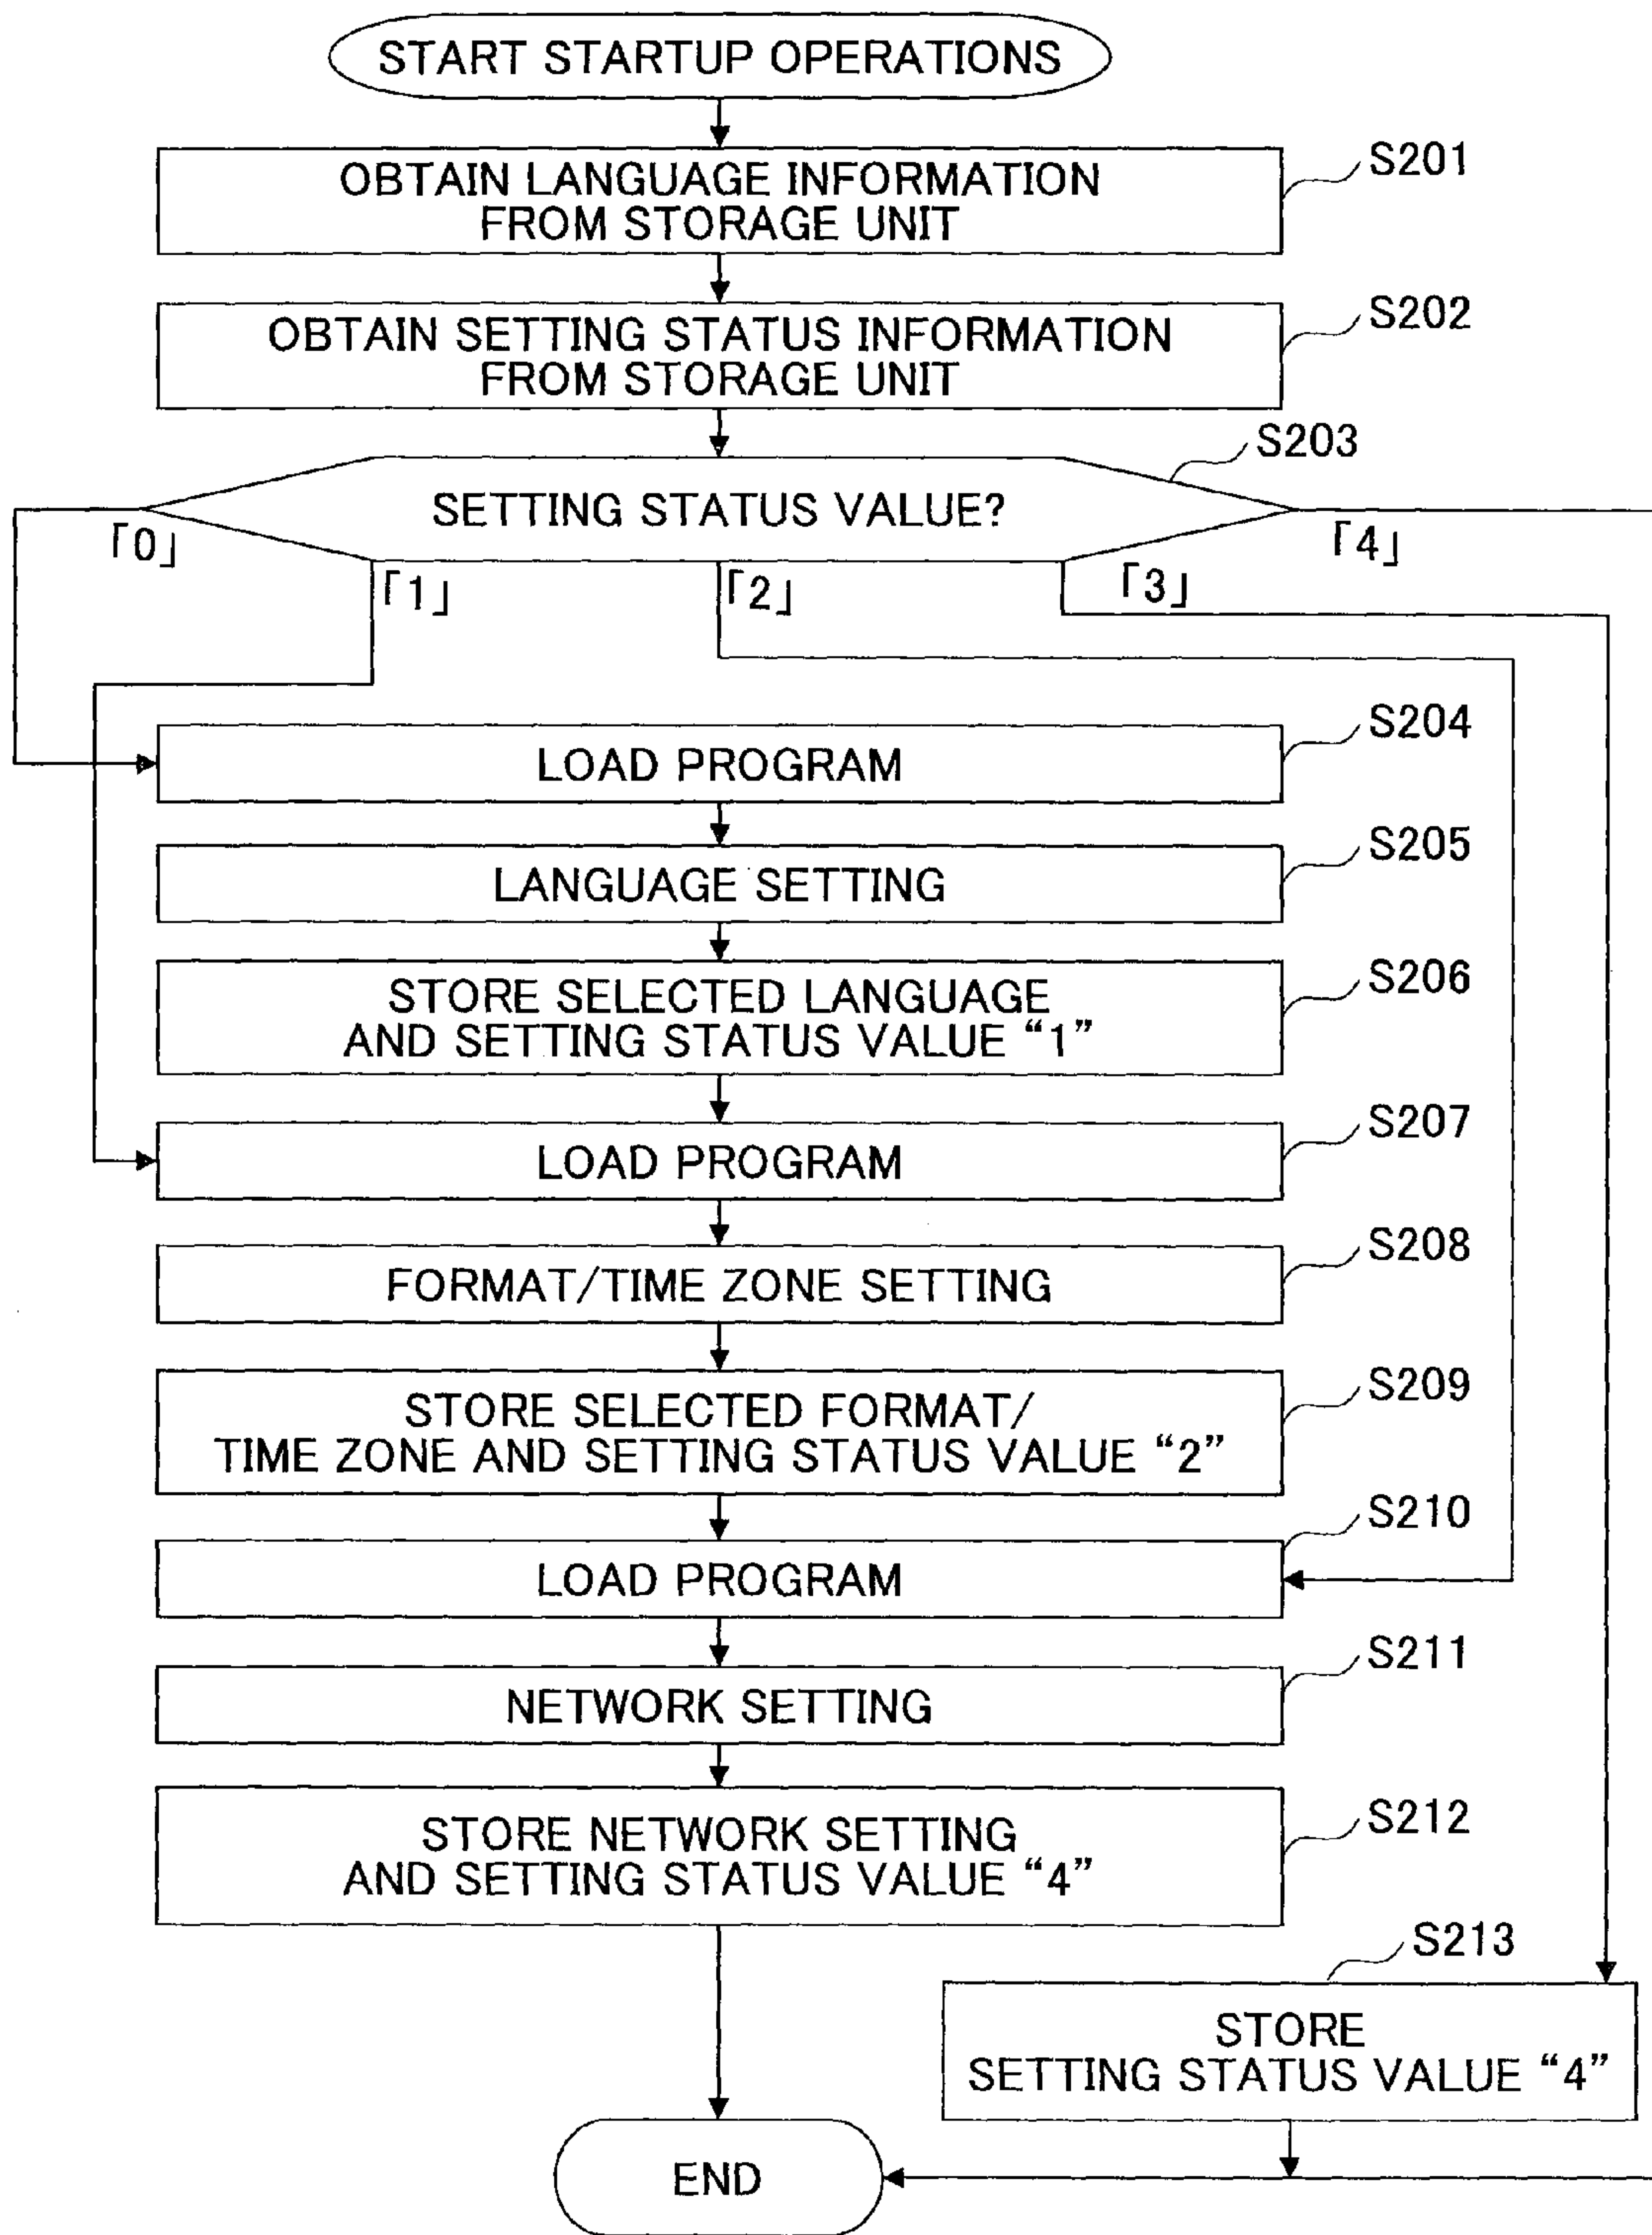 START STARTUP OPERATIONS
OBTAIN LANGUAGE INFORMATION
FROM STORAGE UNIT
S201
OBTAIN SETTING STATUS INFORMATION
FROM STORAGE UNIT
S202
S203
SETTING STATUS VALUE?
「0」
「1」
「2」
「3」
「4」
LOAD PROGRAM
S204
LANGUAGE SETTING
S205
STORE SELECTED LANGUAGE
AND SETTING STATUS VALUE “1”
S206
LOAD PROGRAM
S207
FORMAT/TIME ZONE SETTING
S208
STORE SELECTED FORMAT/
TIME ZONE AND SETTING STATUS VALUE “2”
S209
LOAD PROGRAM
S210
NETWORK SETTING
S211
STORE NETWORK SETTING
AND SETTING STATUS VALUE “4”
S212
S213
STORE
SETTING STATUS VALUE “4”
END